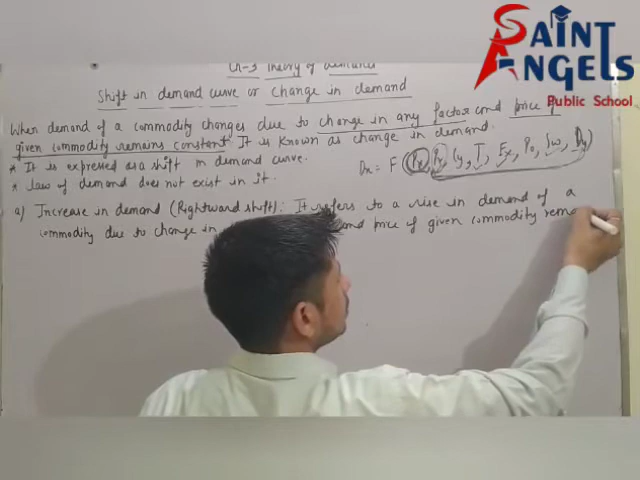 SAINT
ANGELS
Public School
Ch-3 Theory of demand
Shift in demand curve or change in demand
When demand of a commodity changes due to change in any factor and price of
given commodity remains constant. It is known as change in demand.
* It is expressed as a shift in demand curve.
* Law of demand does not exist in it.
Dx = F (Px, Pr, Y, T, Ex, Po, Sw, Dy)
a) Increase in demand (Rightward shift): It refers to a rise in demand of a
commodity due to change in and price of given commodity rema